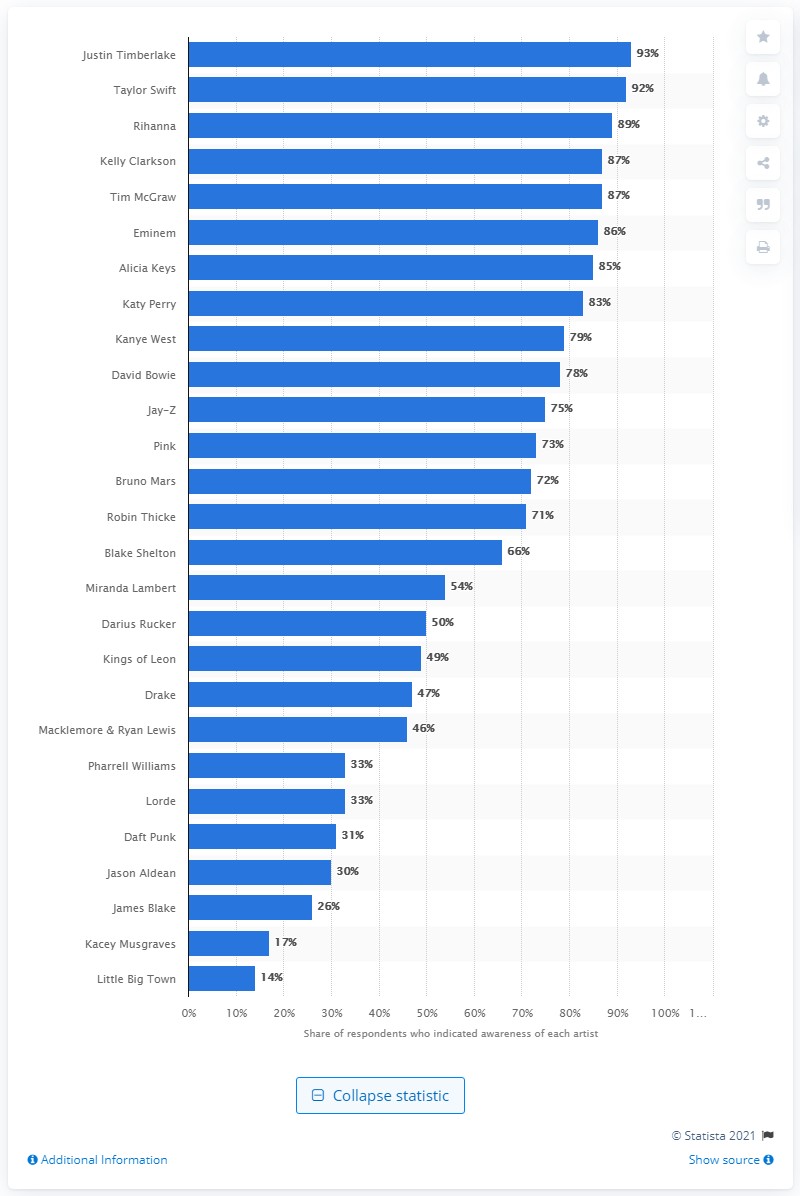 Justin Timberlake 93%
Taylor Swift 92%
Rihanna 89%
Kelly Clarkson 87%
Tim McGraw 87%
Eminem 86%
Alicia Keys 85%
Katy Perry 83%
Kanye West 79%
David Bowie 78%
Jay-Z 75%
Pink 73%
Bruno Mars 72%
Robin Thicke 71%
Blake Shelton 66%
Miranda Lambert 54%
Darius Rucker 50%
Kings of Leon 49%
Drake 47%
Macklemore & Ryan Lewis 46%
Pharrell Williams 33%
Lorde 33%
Daft Punk 31%
Jason Aldean 30%
James Blake 26%
Kacey Musgraves 17%
Little Big Town 14%
0% 10% 20% 30% 40% 50% 60% 70% 80% 90% 100% 1...
Share of respondents who indicated awareness of each artist
Collapse statistic
© Statista 2021
Additional Information Show source